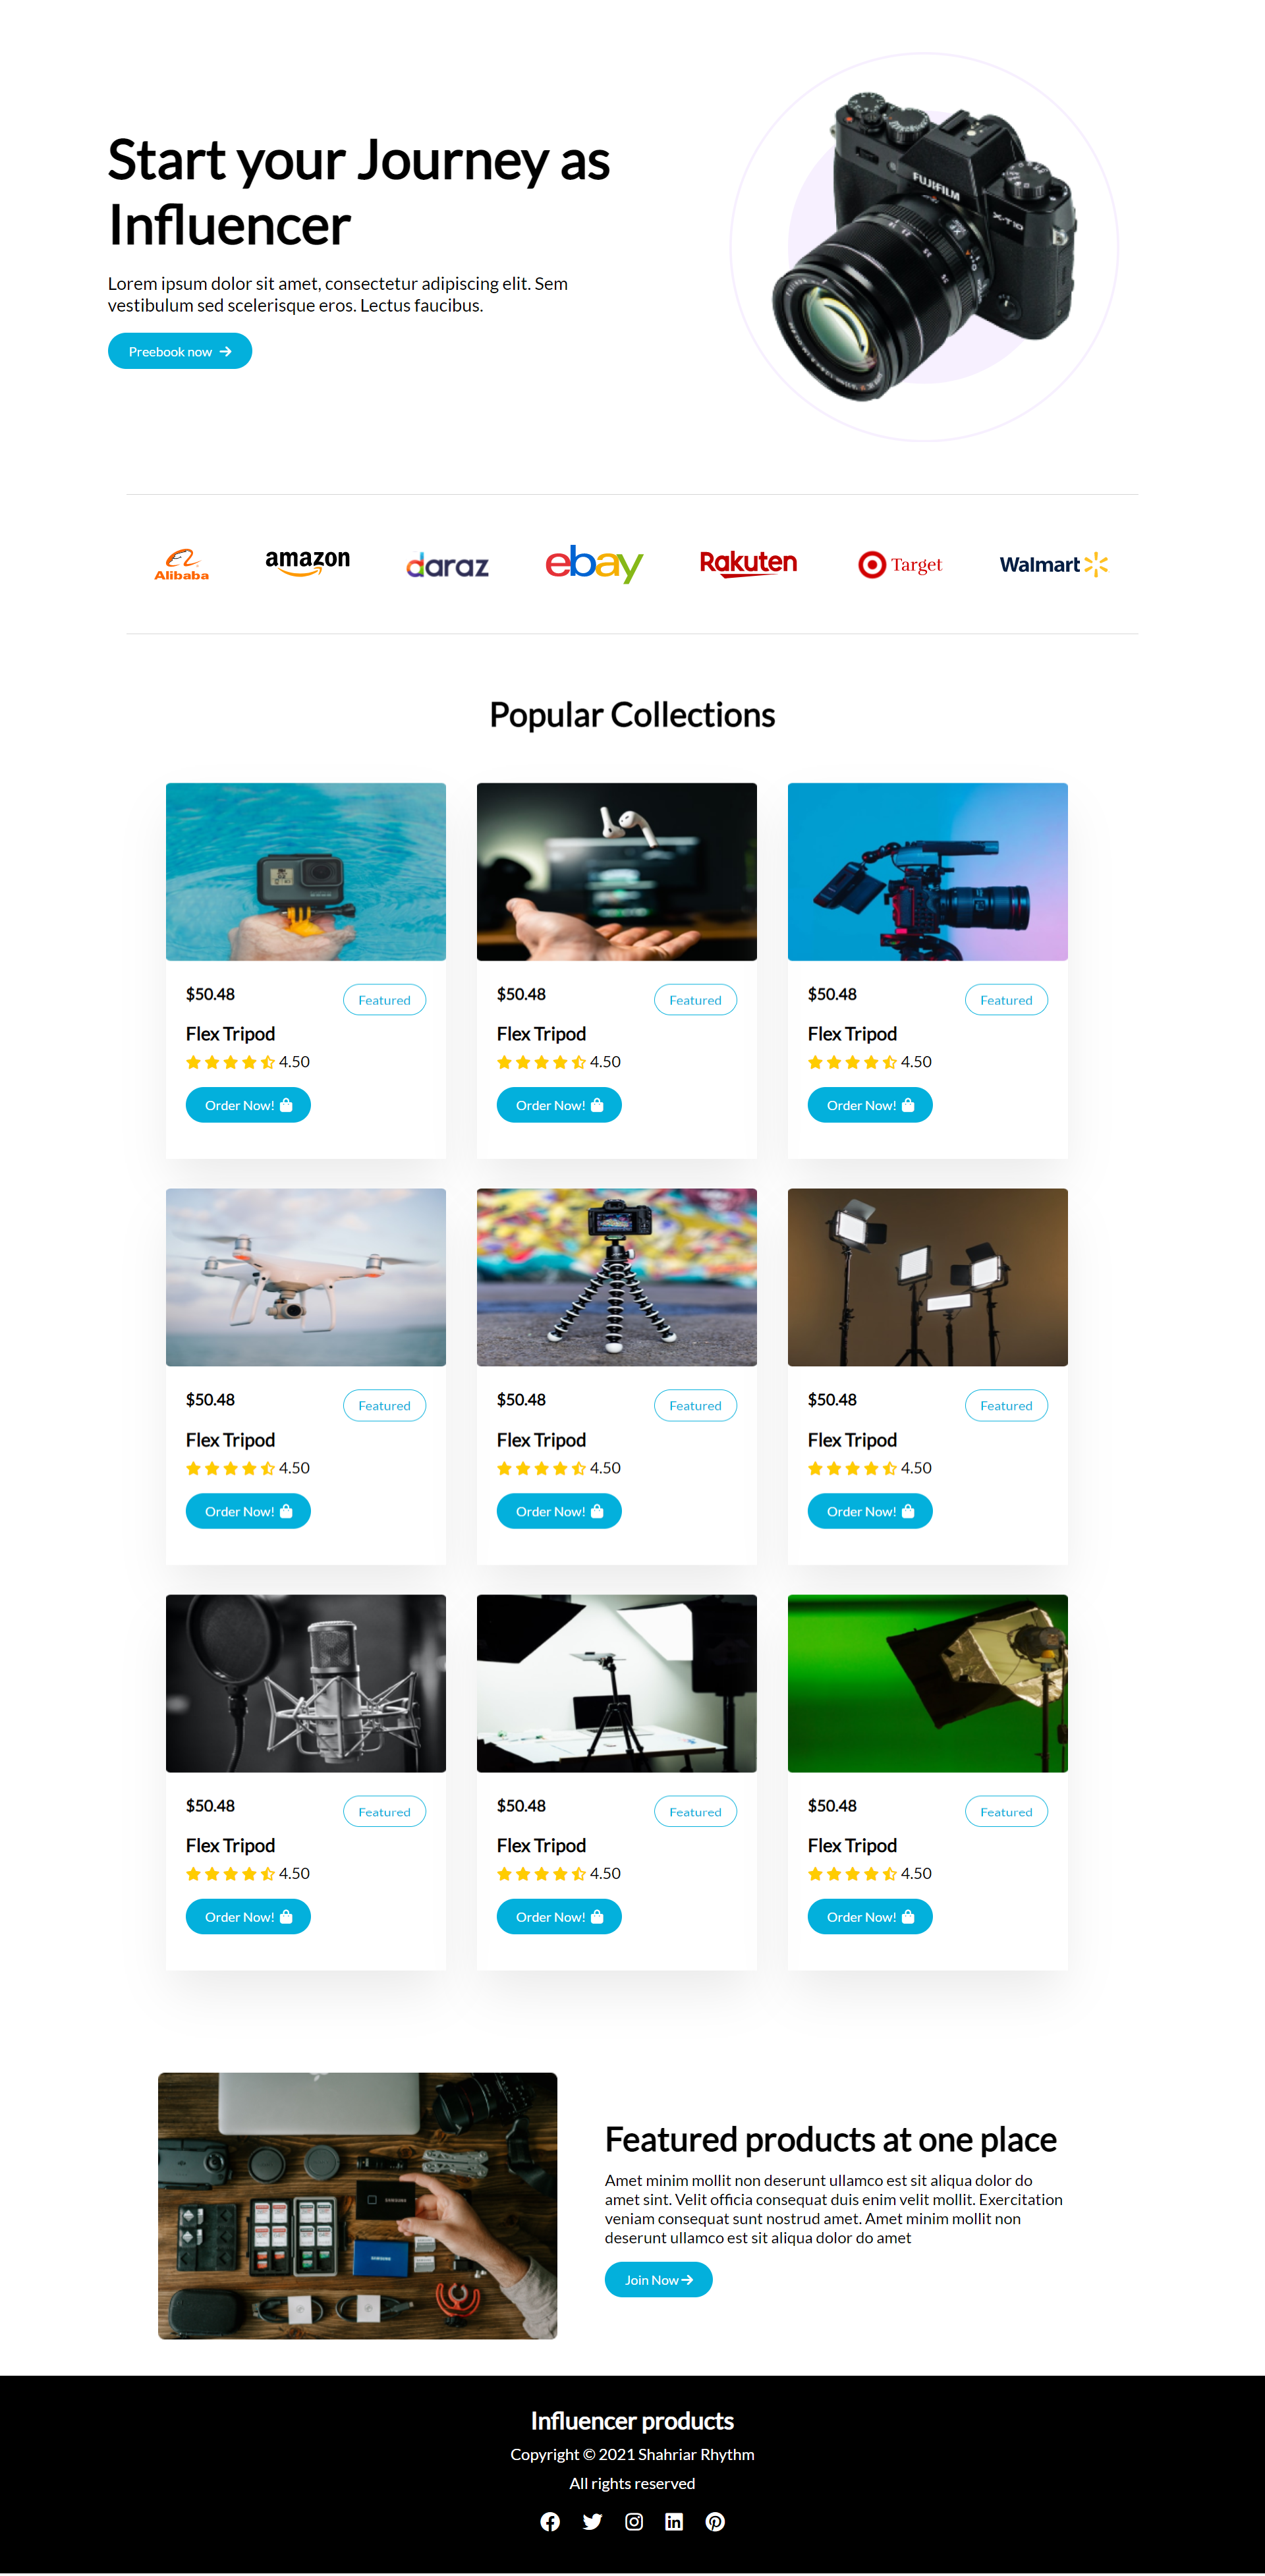 Start your Journey as
Influencer
Lorem ipsum dolor sit amet, consectetur adipiscing elit. Sem
vestibulum sed scelerisque eros. Lectus faucibus.
Preebook now
FUJIFILM
X-T10
Alibaba
amazon
daraz
ebay
Rakuten
Target
Walmart
Popular Collections
$50.48 Featured
Flex Tripod
4.50
Order Now!
$50.48 Featured
Flex Tripod
4.50
Order Now!
$50.48 Featured
Flex Tripod
4.50
Order Now!
$50.48 Featured
Flex Tripod
4.50
Order Now!
$50.48 Featured
Flex Tripod
4.50
Order Now!
$50.48 Featured
Flex Tripod
4.50
Order Now!
$50.48 Featured
Flex Tripod
4.50
Order Now!
$50.48 Featured
Flex Tripod
4.50
Order Now!
$50.48 Featured
Flex Tripod
4.50
Order Now!
SAMSUNG
SAMSUNG
Featured products at one place
Amet minim mollit non deserunt ullamco est sit aliqua dolor do
amet sint. Velit officia consequat duis enim velit mollit. Exercitation
veniam consequat sunt nostrud amet. Amet minim mollit non
deserunt ullamco est sit aliqua dolor do amet
Join Now
Influencer products
Copyright © 2021 Shahriar Rhythm
All rights reserved